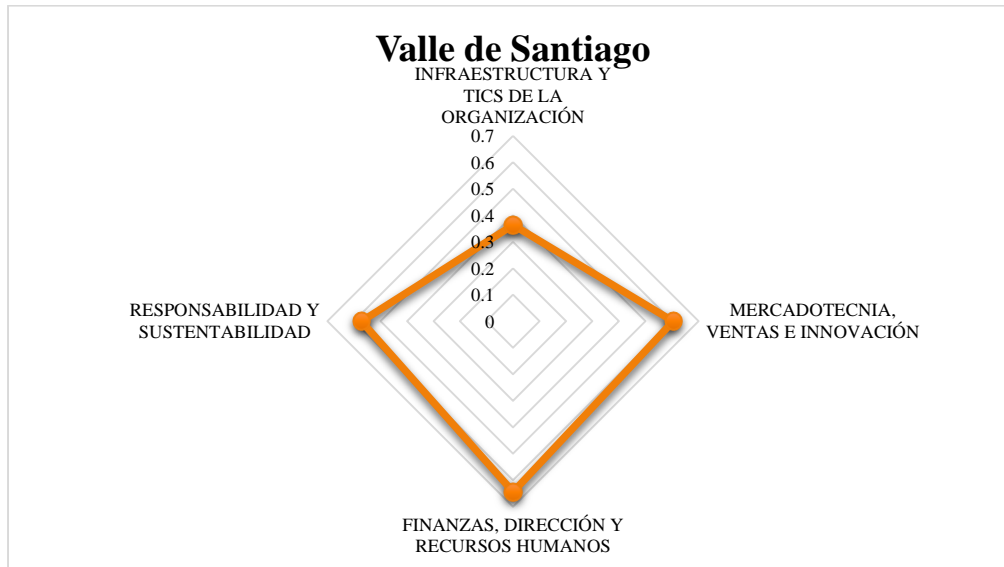 Valle de Santiago
INFRAESTRUCTURA Y
TICS DE LA
ORGANIZACIÓN
0.7
0.6
0.5
0.4
0.3
0.2
0.1
0
RESPONSABILIDAD Y
SUSTENTABILIDAD
MERCADOTECNIA,
VENTAS E INNOVACIÓN
FINANZAS, DIRECCIÓN Y
RECURSOS HUMANOS